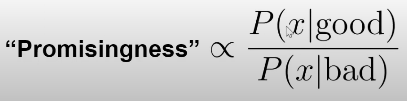 “Promisingness” ∝ P(x|good) / P(x|bad)